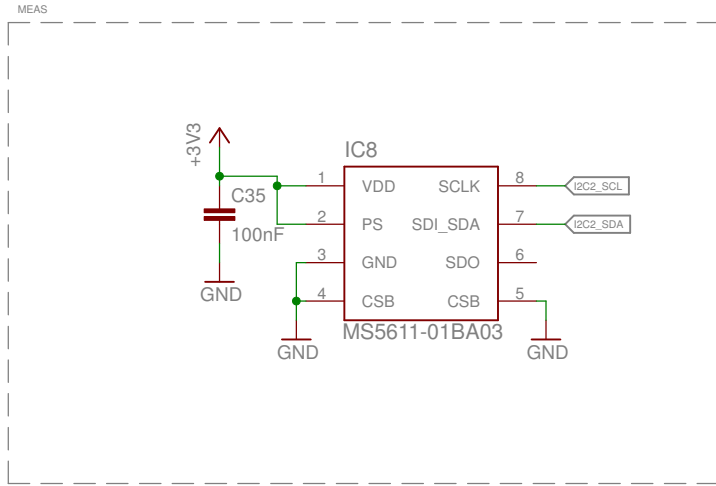 MEAS
+3V3
IC8
1 VDD SCLK 8 I2C2_SCL
C35
2 PS SDI_SDA 7 I2C2_SDA
100nF
3 GND SDO 6
4 CSB CSB 5
GND
MS5611-01BA03
GND GND